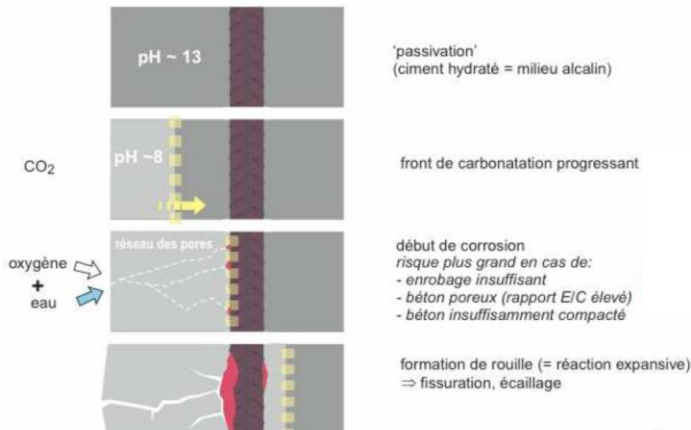 pH ~ 13
'passivation'
(ciment hydraté = milieu alcalin)
CO2
pH ~8
front de carbonatation progressant
réseau des pores
oxygène
+
eau
début de corrosion
risque plus grand en cas de:
- enrobage insuffisant
- béton poreux (rapport E/C élevé)
- béton insuffisamment compacté
formation de rouille (= réaction expansive)
⇒ fissuration, écaillage